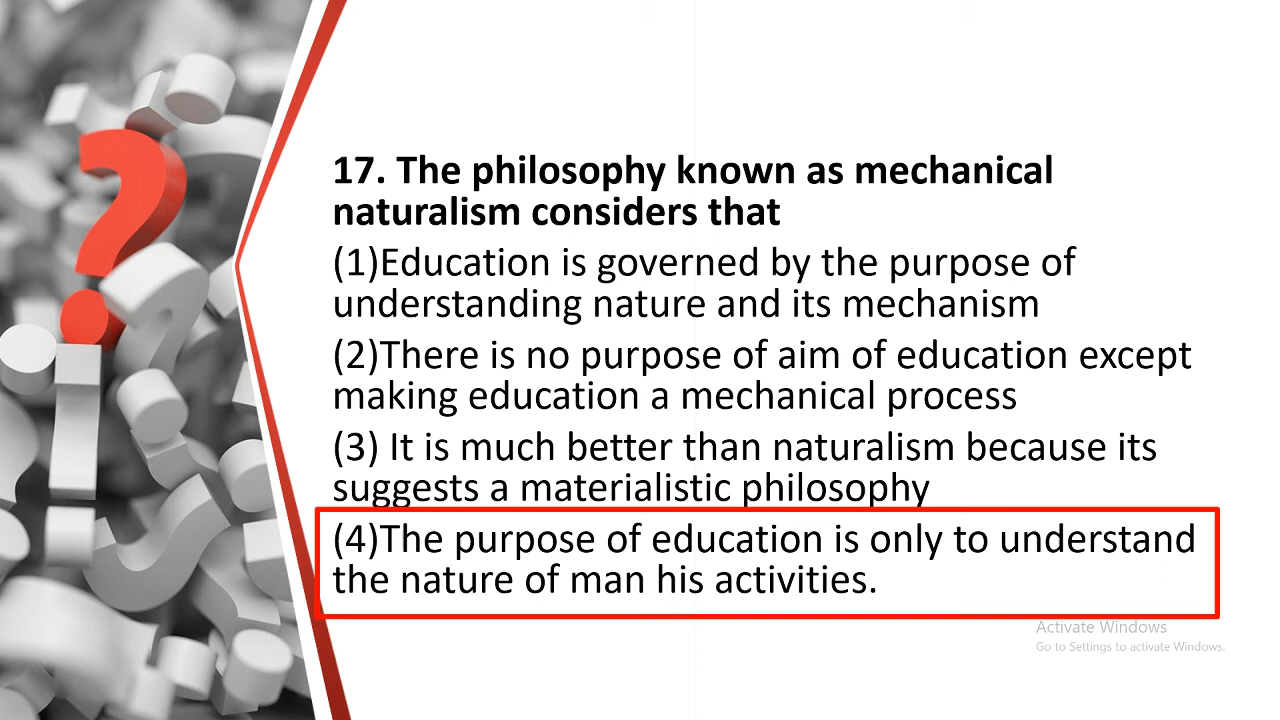 17. The philosophy known as mechanical
naturalism considers that
(1)Education is governed by the purpose of
understanding nature and its mechanism
(2)There is no purpose of aim of education except
making education a mechanical process
(3) It is much better than naturalism because its
suggests a materialistic philosophy
(4)The purpose of education is only to understand
the nature of man his activities.
Activate Windows
Go to Settings to activate Windows.